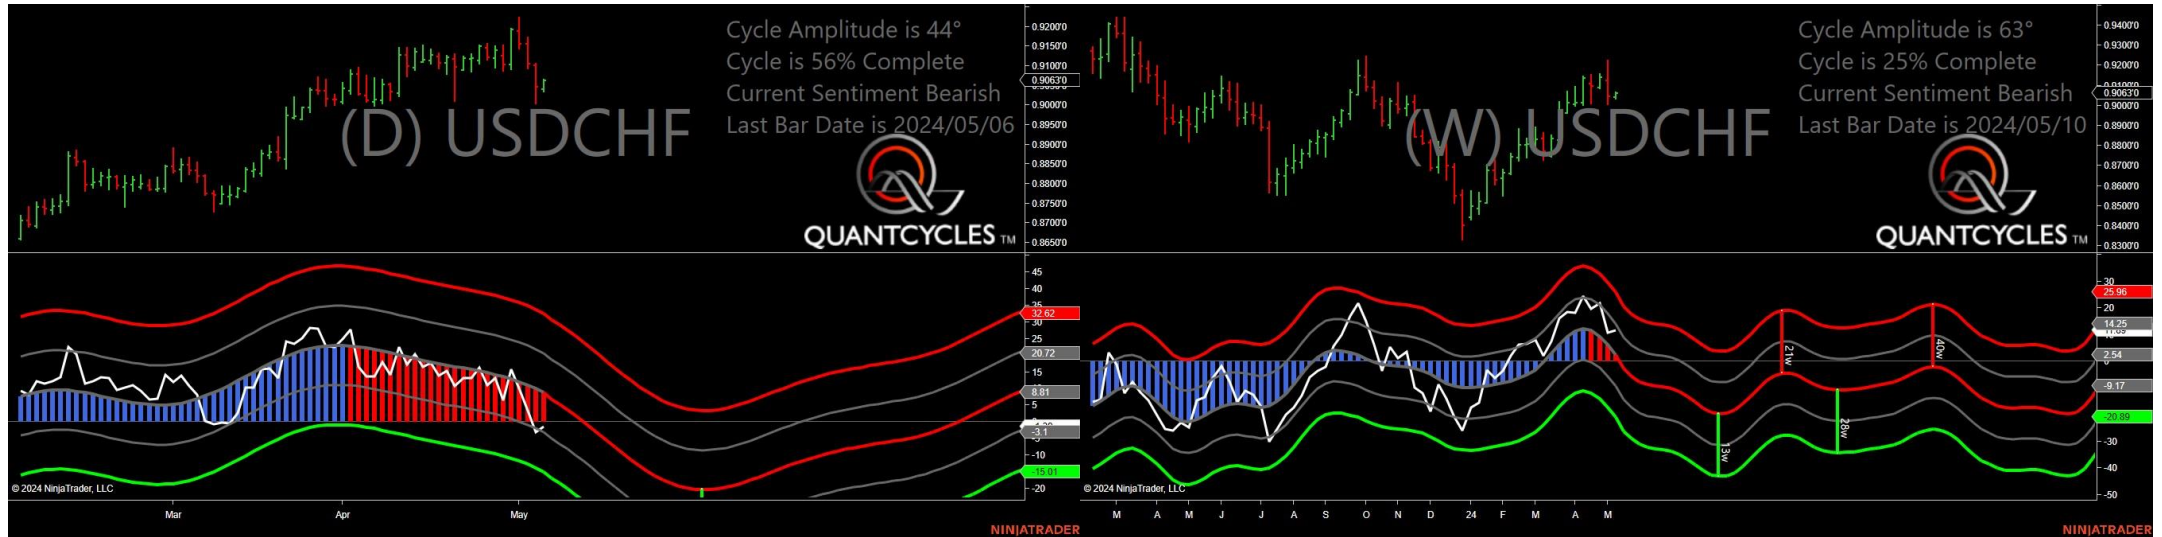 Cycle Amplitude is 44°
Cycle is 56% Complete
Current Sentiment Bearish
Last Bar Date is 2024/05/06
(D) USDCHF
QUANTCYCLES TM
0.9200'0
0.9150'0
0.9100'0
0.9063'0
0.9000'0
0.8950'0
0.8900'0
0.8850'0
0.8800'0
0.8750'0
0.8700'0
0.8650'0
45
40
35
32.62
30
25
20.72
15
10
8.81
5
-3.1
-10
-15.01
-20
© 2024 NinjaTrader, LLC
Mar Apr May
NINJATRADER
Cycle Amplitude is 63°
Cycle is 25% Complete
Current Sentiment Bearish
Last Bar Date is 2024/05/10
(W) USDCHF
QUANTCYCLES TM
0.9400'0
0.9300'0
0.9200'0
0.9100'0
0.9063'0
0.9000'0
0.8900'0
0.8800'0
0.8700'0
0.8600'0
0.8500'0
0.8400'0
0.8300'0
30
25.96
20
14.25
2.54
0
-9.17
-20.89
-30
-40
-50
13w
21w
28w
40w
© 2024 NinjaTrader, LLC
M A M J J A S O N D 24 F M A M
NINJATRADER